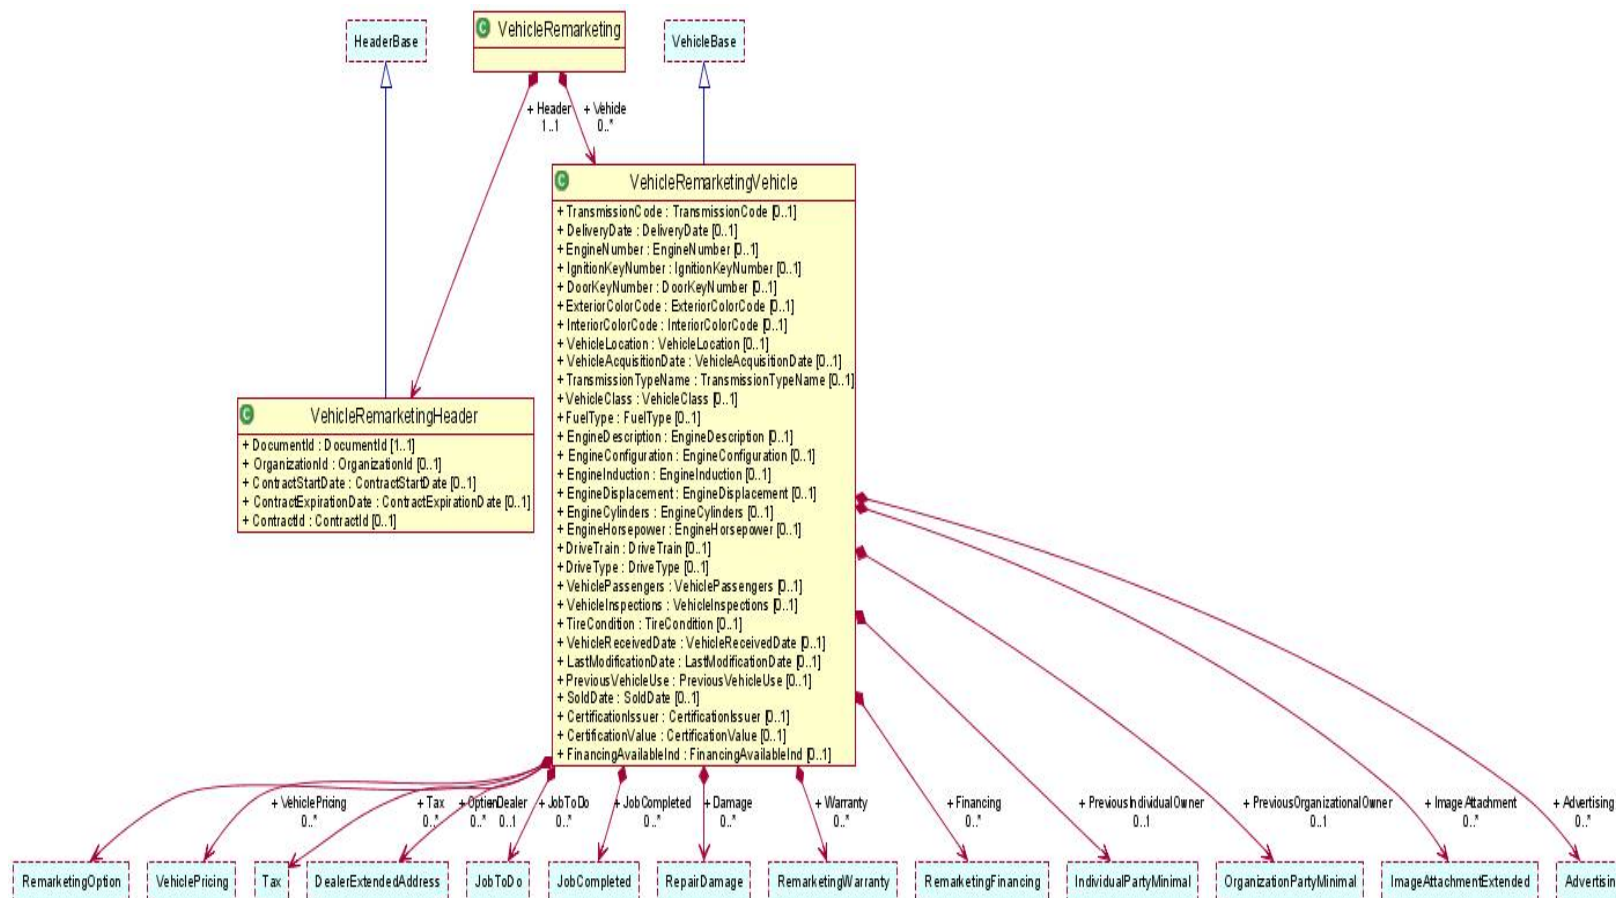 HeaderBase
C VehicleRemarketing
VehicleBase
+ Header
1..1
+ Vehicle
0..*
C VehicleRemarketingVehicle
+ TransmissionCode : TransmissionCode [0..1]
+ DeliveryDate : DeliveryDate [0..1]
+ EngineNumber : EngineNumber [0..1]
+ IgnitionKeyNumber : IgnitionKeyNumber [0..1]
+ DoorKeyNumber : DoorKeyNumber [0..1]
+ ExteriorColorCode : ExteriorColorCode [0..1]
+ InteriorColorCode : InteriorColorCode [0..1]
+ VehicleLocation : VehicleLocation [0..1]
+ VehicleAcquisitionDate : VehicleAcquisitionDate [0..1]
+ TransmissionTypeName : TransmissionTypeName [0..1]
+ VehicleClass : VehicleClass [0..1]
+ FuelType : FuelType [0..1]
+ EngineDescription : EngineDescription [0..1]
+ EngineConfiguration : EngineConfiguration [0..1]
+ EngineInduction : EngineInduction [0..1]
+ EngineDisplacement : EngineDisplacement [0..1]
+ EngineCylinders : EngineCylinders [0..1]
+ EngineHorsepower : EngineHorsepower [0..1]
+ DriveTrain : DriveTrain [0..1]
+ DriveType : DriveType [0..1]
+ VehiclePassengers : VehiclePassengers [0..1]
+ VehicleInspections : VehicleInspections [0..1]
+ TireCondition : TireCondition [0..1]
+ VehicleReceivedDate : VehicleReceivedDate [0..1]
+ LastModificationDate : LastModificationDate [0..1]
+ PreviousVehicleUse : PreviousVehicleUse [0..1]
+ SoldDate : SoldDate [0..1]
+ CertificationIssuer : CertificationIssuer [0..1]
+ CertificationValue : CertificationValue [0..1]
+ FinancingAvailableInd : FinancingAvailableInd [0..1]
C VehicleRemarketingHeader
+ DocumentId : DocumentId [1..1]
+ OrganizationId : OrganizationId [0..1]
+ ContractStartDate : ContractStartDate [0..1]
+ ContractExpirationDate : ContractExpirationDate [0..1]
+ ContractId : ContractId [0..1]
+ VehiclePricing
0..*
+ Tax
0..*
+ Option
0..*
+ Dealer
0..1
+ JobToDo
0..*
+ JobCompleted
0..*
+ Damage
0..*
+ Warranty
0..*
+ Financing
0..*
+ PreviousIndividualOwner
0..1
+ PreviousOrganizationalOwner
0..1
+ ImageAttachment
0..*
+ Advertising
0..*
RemarketingOption
VehiclePricing
Tax
DealerExtendedAddress
JobToDo
JobCompleted
RepairDamage
RemarketingWarranty
RemarketingFinancing
IndividualPartyMinimal
OrganizationPartyMinimal
ImageAttachmentExtended
Advertisin